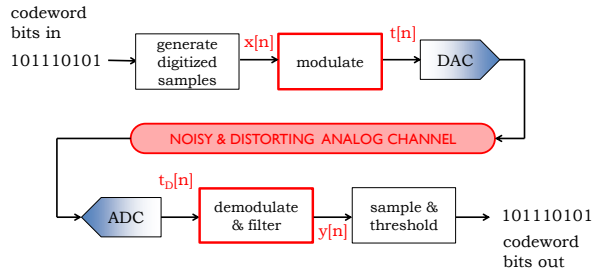 codeword
bits in
101110101
generate
digitized
samples
x[n]
modulate
t[n]
DAC
NOISY & DISTORTING ANALOG CHANNEL
ADC
t_D[n]
demodulate
& filter
y[n]
sample &
threshold
101110101
codeword
bits out